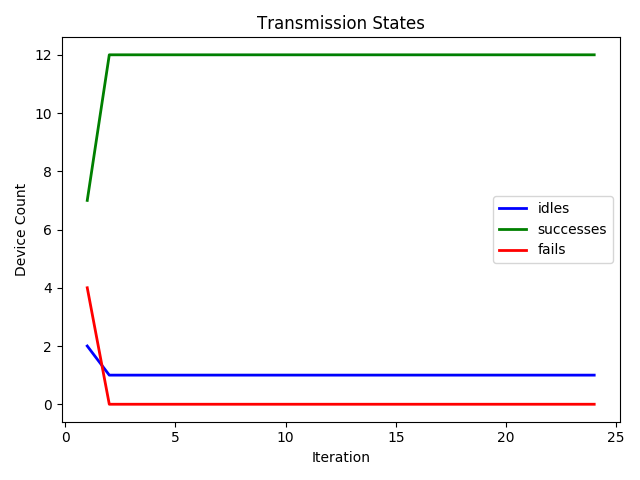 Transmission States
Device Count
12
10
8
6
4
2
0
idles
successes
fails
0 5 10 15 20 25
Iteration